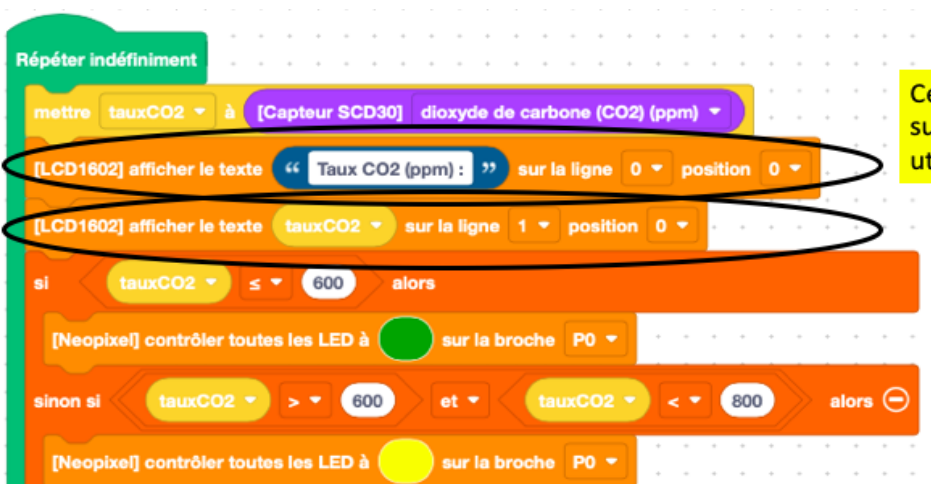 Répéter indéfiniment
mettre tauxCO2 à [Capteur SCD30] dioxyde de carbone (CO2) (ppm)
[LCD1602] afficher le texte “ Taux CO2 (ppm) : ” sur la ligne 0 position 0
[LCD1602] afficher le texte tauxCO2 sur la ligne 1 position 0
si tauxCO2 ≤ 600 alors
[Neopixel] contrôler toutes les LED à sur la broche P0
sinon si tauxCO2 > 600 et tauxCO2 < 800 alors
[Neopixel] contrôler toutes les LED à sur la broche P0